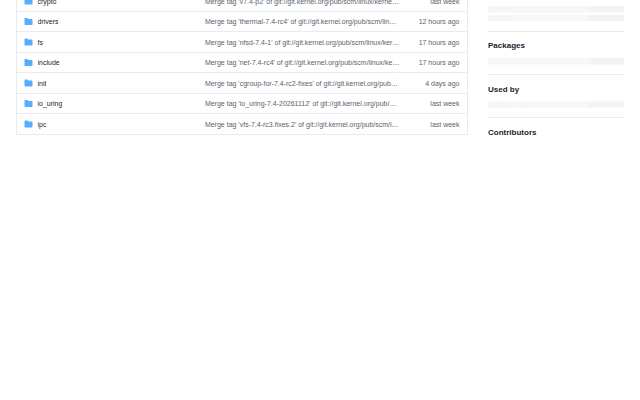 crypto Merge tag 'v7.4-p2' of git://git.kernel.org/pub/scm/linux/kerne... last week
drivers Merge tag 'thermal-7.4-rc4' of git://git.kernel.org/pub/scm/lin... 12 hours ago
fs Merge tag 'nfsd-7.4-1' of git://git.kernel.org/pub/scm/linux/ker... 17 hours ago
include Merge tag 'net-7.4-rc4' of git://git.kernel.org/pub/scm/linux/ke... 17 hours ago
init Merge tag 'cgroup-for-7.4-rc2-fixes' of git://git.kernel.org/pub... 4 days ago
io_uring Merge tag 'io_uring-7.4-20261112' of git://git.kernel.org/pub/... last week
ipc Merge tag 'vfs-7.4-rc3.fixes.2' of git://git.kernel.org/pub/scm/l... last week
Packages
Used by
Contributors